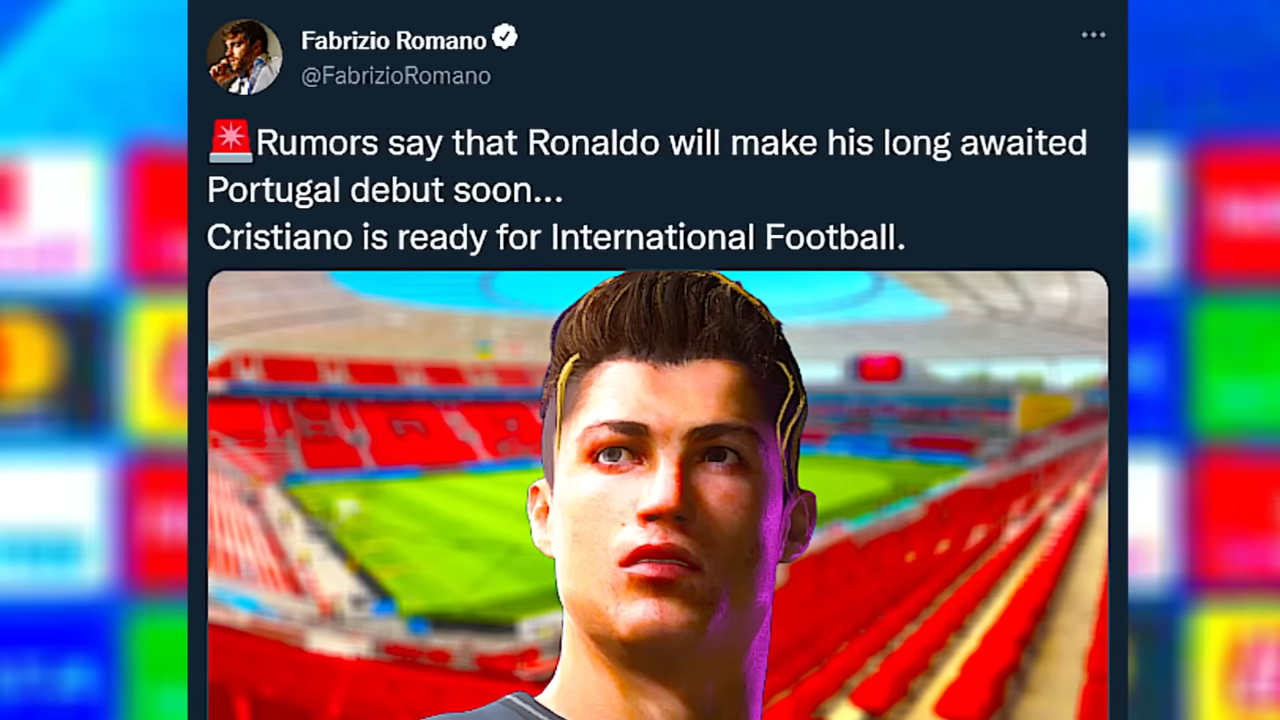 Fabrizio Romano
@FabrizioRomano
🚨Rumors say that Ronaldo will make his long awaited
Portugal debut soon...
Cristiano is ready for International Football.